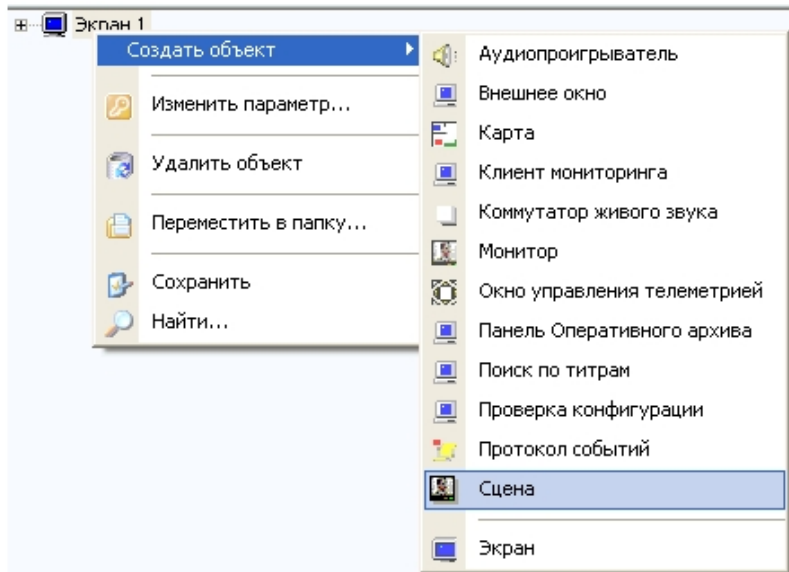 Экран 1
Создать объект
Изменить параметр...
Удалить объект
Переместить в папку...
Сохранить
Найти...
Аудиопроигрыватель
Внешнее окно
Карта
Клиент мониторинга
Коммутатор живого звука
Монитор
Окно управления телеметрией
Панель Оперативного архива
Поиск по титрам
Проверка конфигурации
Протокол событий
Сцена
Экран